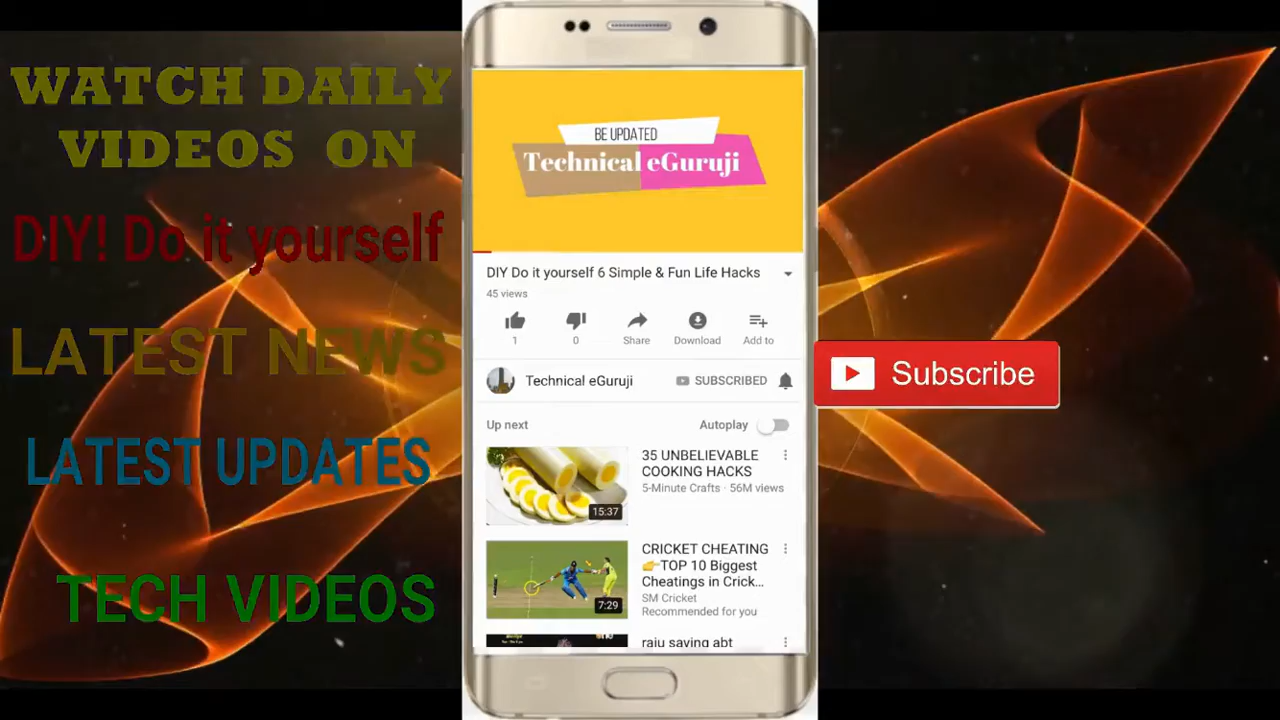 WATCH DAILY
VIDEOS ON
DIY! Do it yourself
LATEST NEWS
LATEST UPDATES
TECH VIDEOS
BE UPDATED
Technical eGuruji
DIY Do it yourself 6 Simple & Fun Life Hacks
45 views
1
0
Share
Download
Add to
Technical eGuruji
SUBSCRIBED
Up next
Autoplay
35 UNBELIEVABLE
COOKING HACKS
5-Minute Crafts · 56M views
15:37
CRICKET CHEATING
👉TOP 10 Biggest
Cheatings in Crick...
SM Cricket
Recommended for you
7:29
raju saying abt
Subscribe